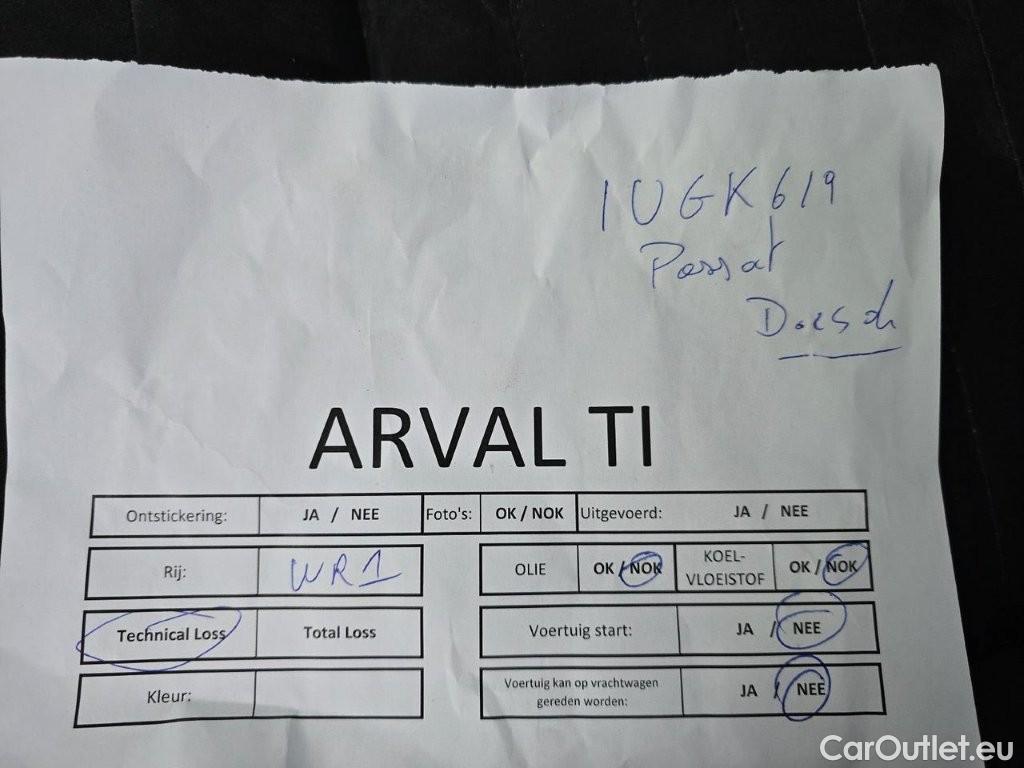 1UGK619
Passat
ARVAL TI
Ontstickering: JA / NEE Foto's: OK / NOK Uitgevoerd: JA / NEE
Rij: WR1 OLIE OK / NOK KOEL-VLOEISTOF OK / NOK
Technical Loss Total Loss Voertuig start: JA / NEE
Kleur: Voertuig kan op vrachtwagen gereden worden: JA / NEE
CarOutlet.eu